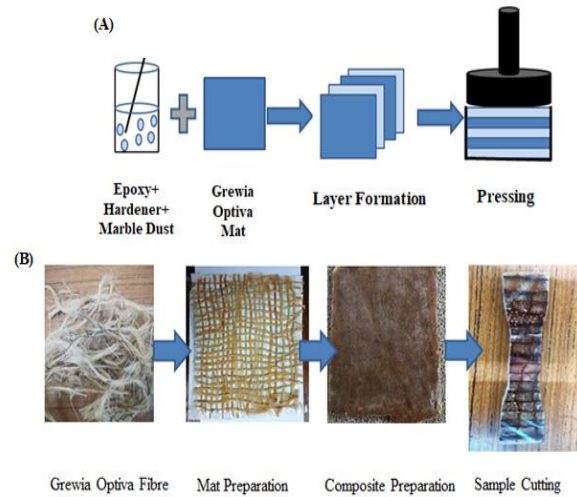 (A)
Epoxy+
Hardener+
Marble Dust
Grewia
Optiva
Mat
Layer Formation
Pressing
(B)
Grewia Optiva Fibre
Mat Preparation
Composite Preparation
Sample Cutting